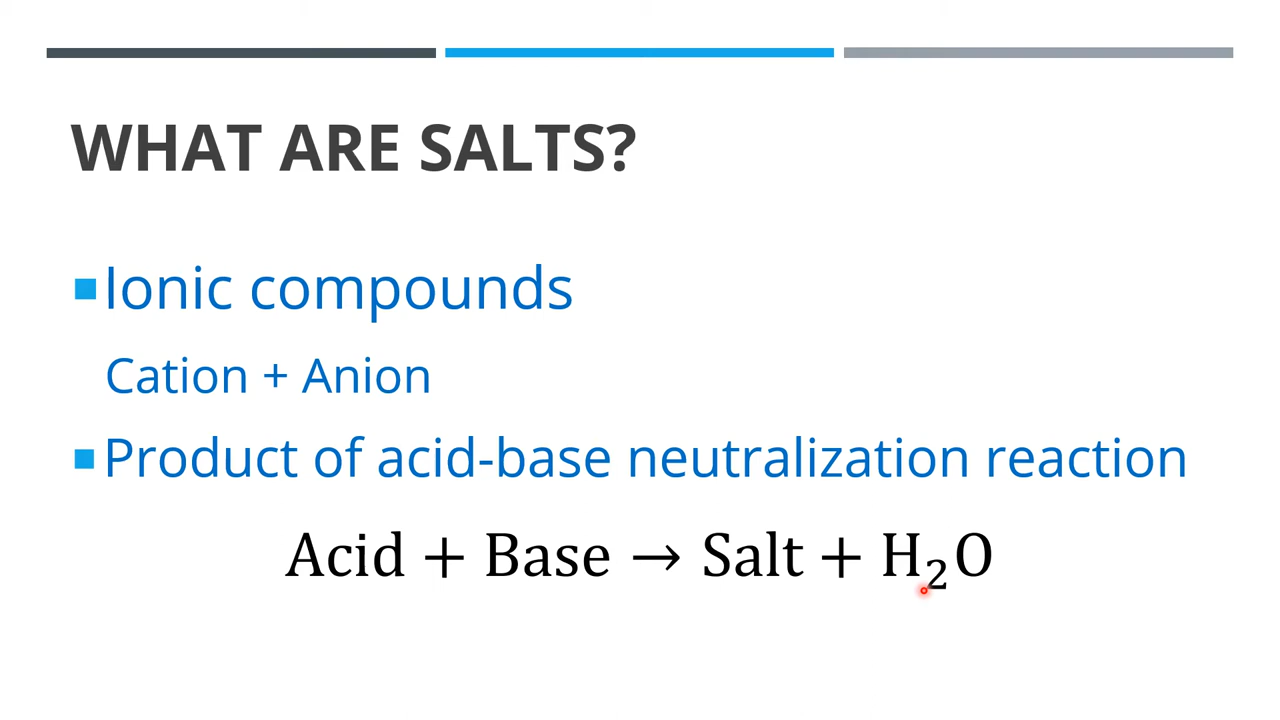 WHAT ARE SALTS?
Ionic compounds
Cation + Anion
Product of acid-base neutralization reaction
Acid + Base → Salt + H₂O